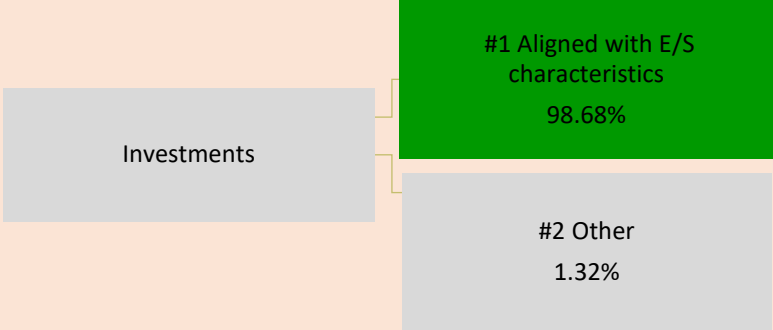 Investments
#1 Aligned with E/S
characteristics
98.68%
#2 Other
1.32%